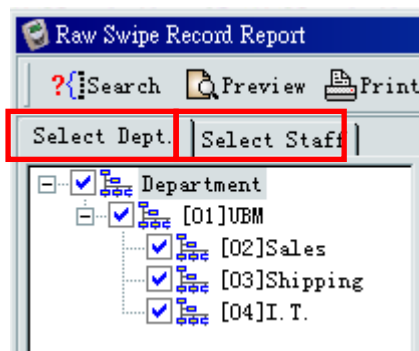 Raw Swipe Record Report
?{Search Preview Print
Select Dept. Select Staff
Department
[01]UBM
[02]Sales
[03]Shipping
[04]I.T.